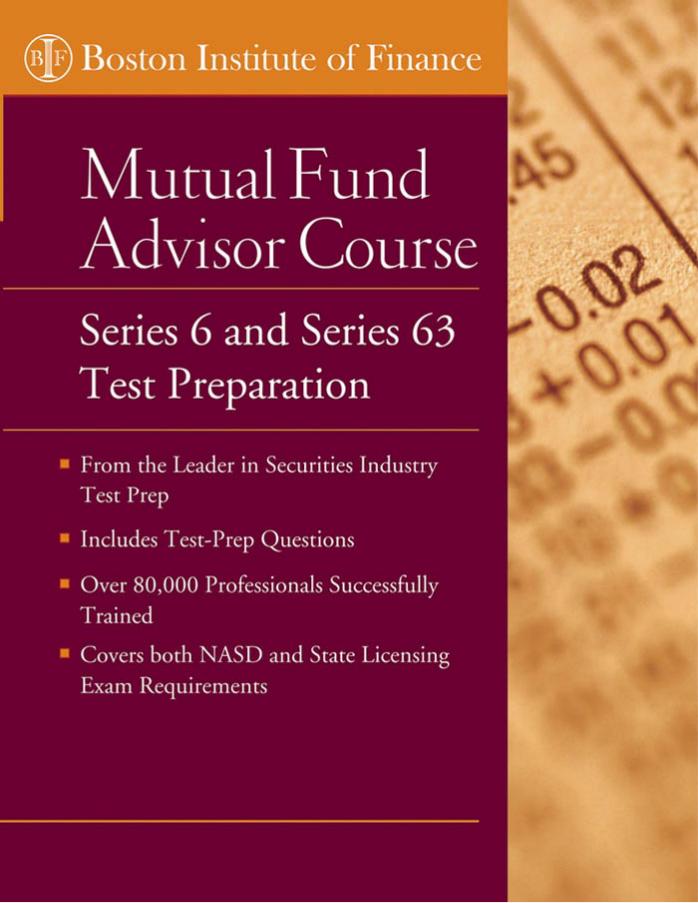 BIF Boston Institute of Finance
Mutual Fund
Advisor Course
Series 6 and Series 63
Test Preparation
From the Leader in Securities Industry
Test Prep
Includes Test-Prep Questions
Over 80,000 Professionals Successfully
Trained
Covers both NASD and State Licensing
Exam Requirements
.45
-0.02
+0.01